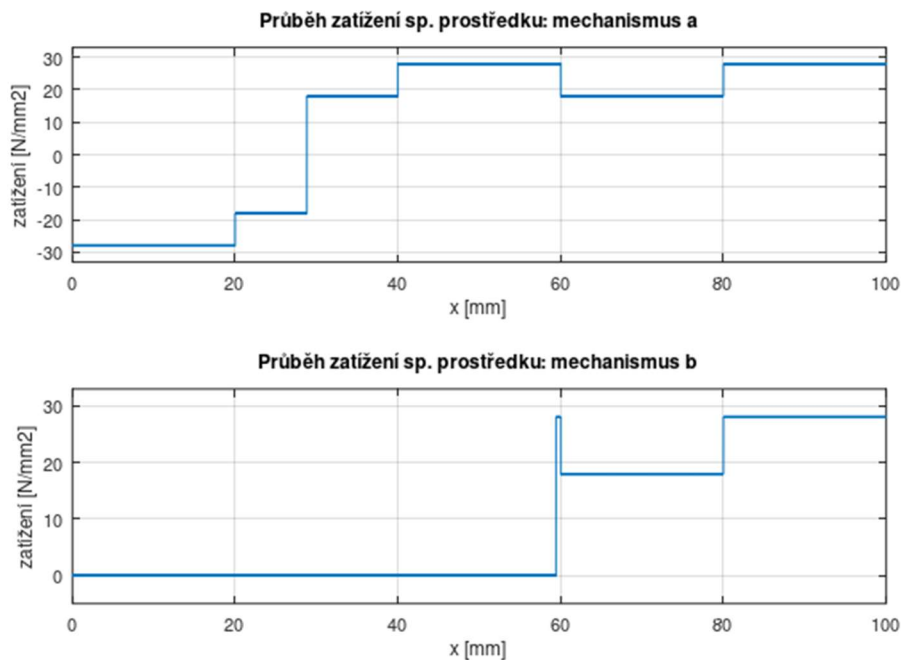 Průběh zatížení sp. prostředku: mechanismus a
zatížení [N/mm2]
30
20
10
0
-10
-20
-30
0 20 40 60 80 100
x [mm]
Průběh zatížení sp. prostředku: mechanismus b
zatížení [N/mm2]
30
20
10
0
0 20 40 60 80 100
x [mm]